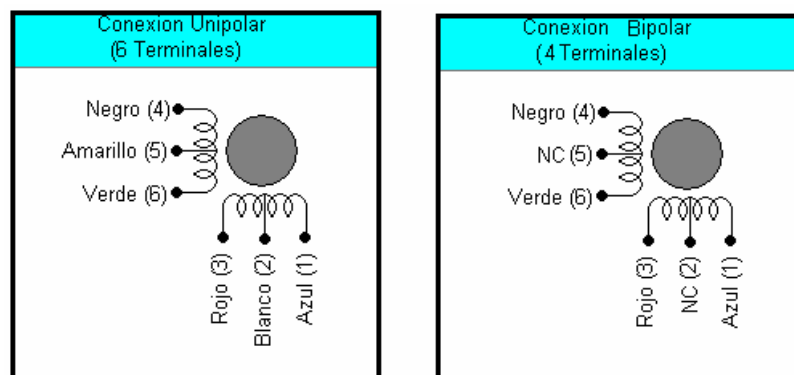 Conexion Unipolar
(6 Terminales)
Negro (4)
Amarillo (5)
Verde (6)
Rojo (3)
Blanco (2)
Azul (1)
Conexion Bipolar
(4 Terminales)
Negro (4)
NC (5)
Verde (6)
Rojo (3)
NC (2)
Azul (1)